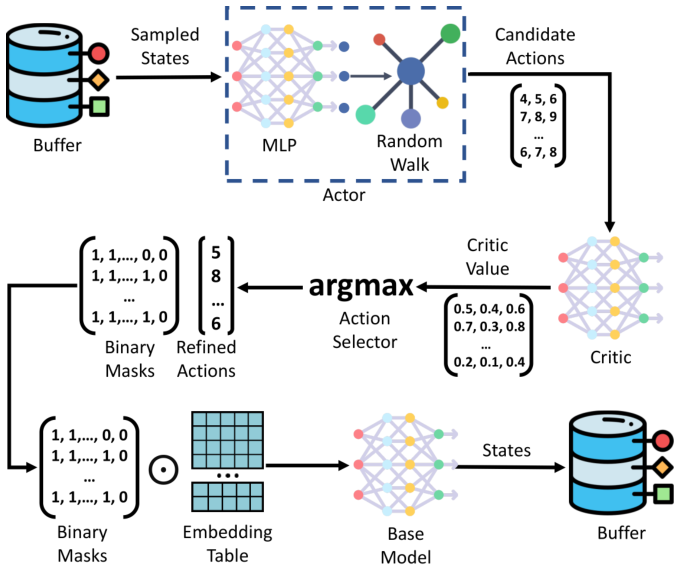 Sampled
States
Buffer
MLP
Random
Walk
Actor
Candidate
Actions
4, 5, 6
7, 8, 9
...
6, 7, 8
Critic
Critic
Value
0.5, 0.4, 0.6
0.7, 0.3, 0.8
...
0.2, 0.1, 0.4
argmax
Action
Selector
5
8
...
6
Refined
Actions
1, 1,..., 0, 0
1, 1,..., 1, 0
...
1, 1,..., 1, 0
Binary
Masks
1, 1,..., 0, 0
1, 1,..., 1, 0
...
1, 1,..., 1, 0
Binary
Masks
...
Embedding
Table
Base
Model
States
Buffer